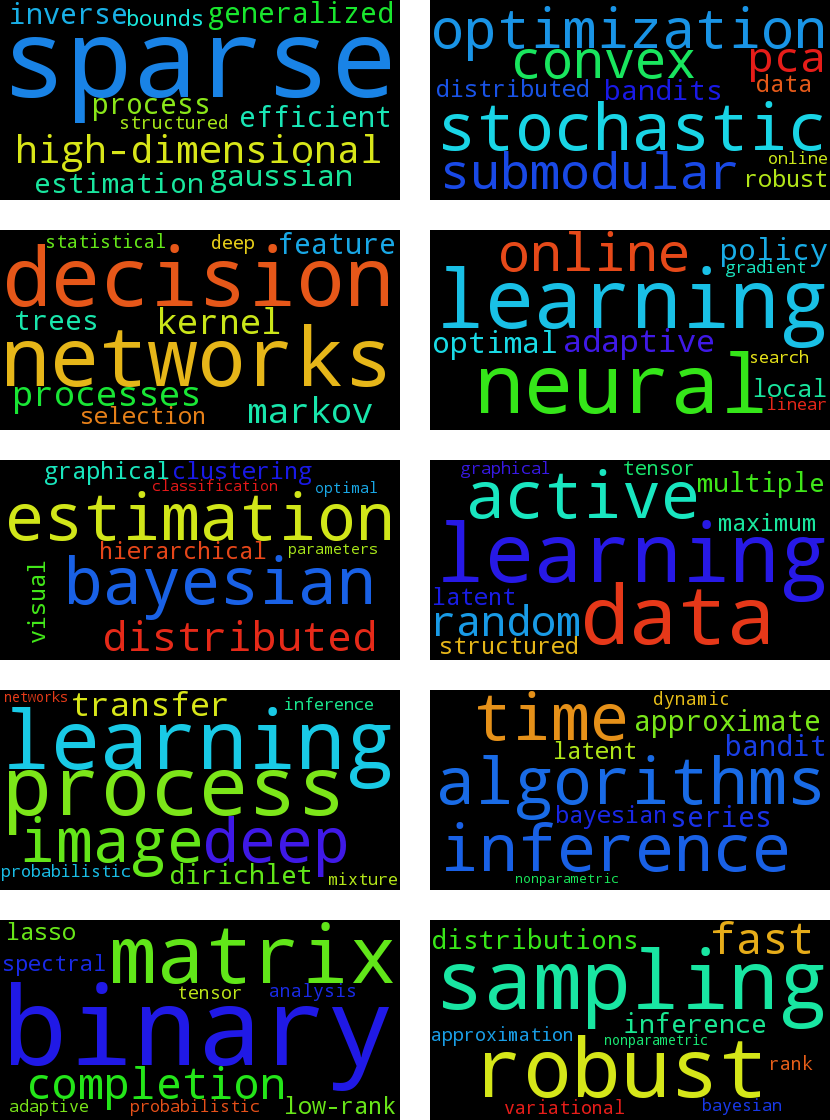 inverse bounds generalized
sparse
process
structured efficient
high-dimensional
estimation gaussian
optimization
convex pca
distributed bandits data
stochastic
submodular online
robust
statistical deep feature
decision
trees kernel
networks
processes
selection markov
online policy
gradient
learning
optimal adaptive search
neural local
linear
graphical clustering
classification optimal
estimation
hierarchical parameters
visual bayesian
distributed
graphical tensor
active multiple
maximum
learning
latent
random data
structured
networks transfer inference
learning
process
image deep
probabilistic dirichlet mixture
time dynamic
approximate
latent bandit
algorithms
bayesian series
inference
nonparametric
lasso matrix
spectral
tensor analysis
binary
completion
adaptive probabilistic low-rank
distributions fast
sampling
inference
approximation nonparametric
robust rank
variational bayesian